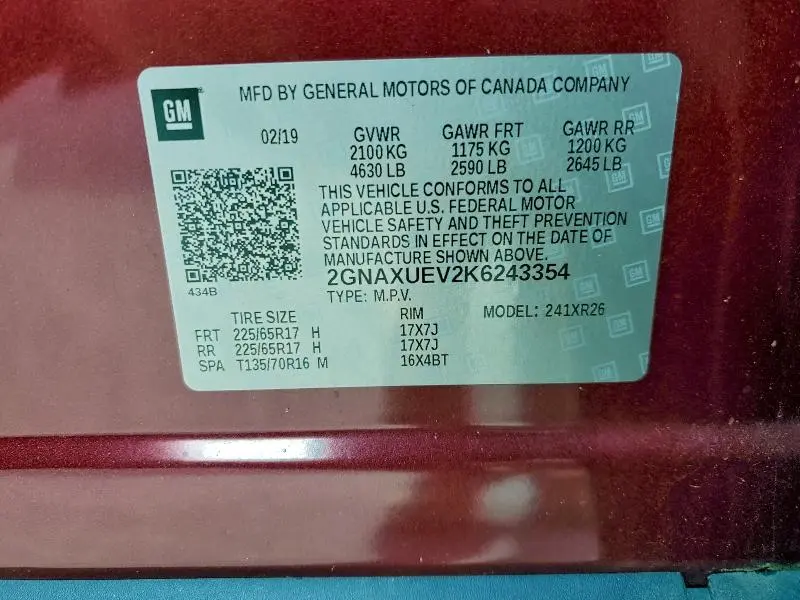 MFD BY GENERAL MOTORS OF CANADA COMPANY
GM
02/19 GVWR GAWR FRT GAWR RR
2100 KG 1175 KG 1200 KG
4630 LB 2590 LB 2645 LB
THIS VEHICLE CONFORMS TO ALL
APPLICABLE U.S. FEDERAL MOTOR
VEHICLE SAFETY AND THEFT PREVENTION
STANDARDS IN EFFECT ON THE DATE OF
MANUFACTURE SHOWN ABOVE.
434B
2GNAXUEV2K6243354
TYPE: M.P.V.
TIRE SIZE RIM MODEL: 241XR26
FRT 225/65R17 H 17X7J
RR 225/65R17 H 17X7J
SPA T135/70R16 M 16X4BT